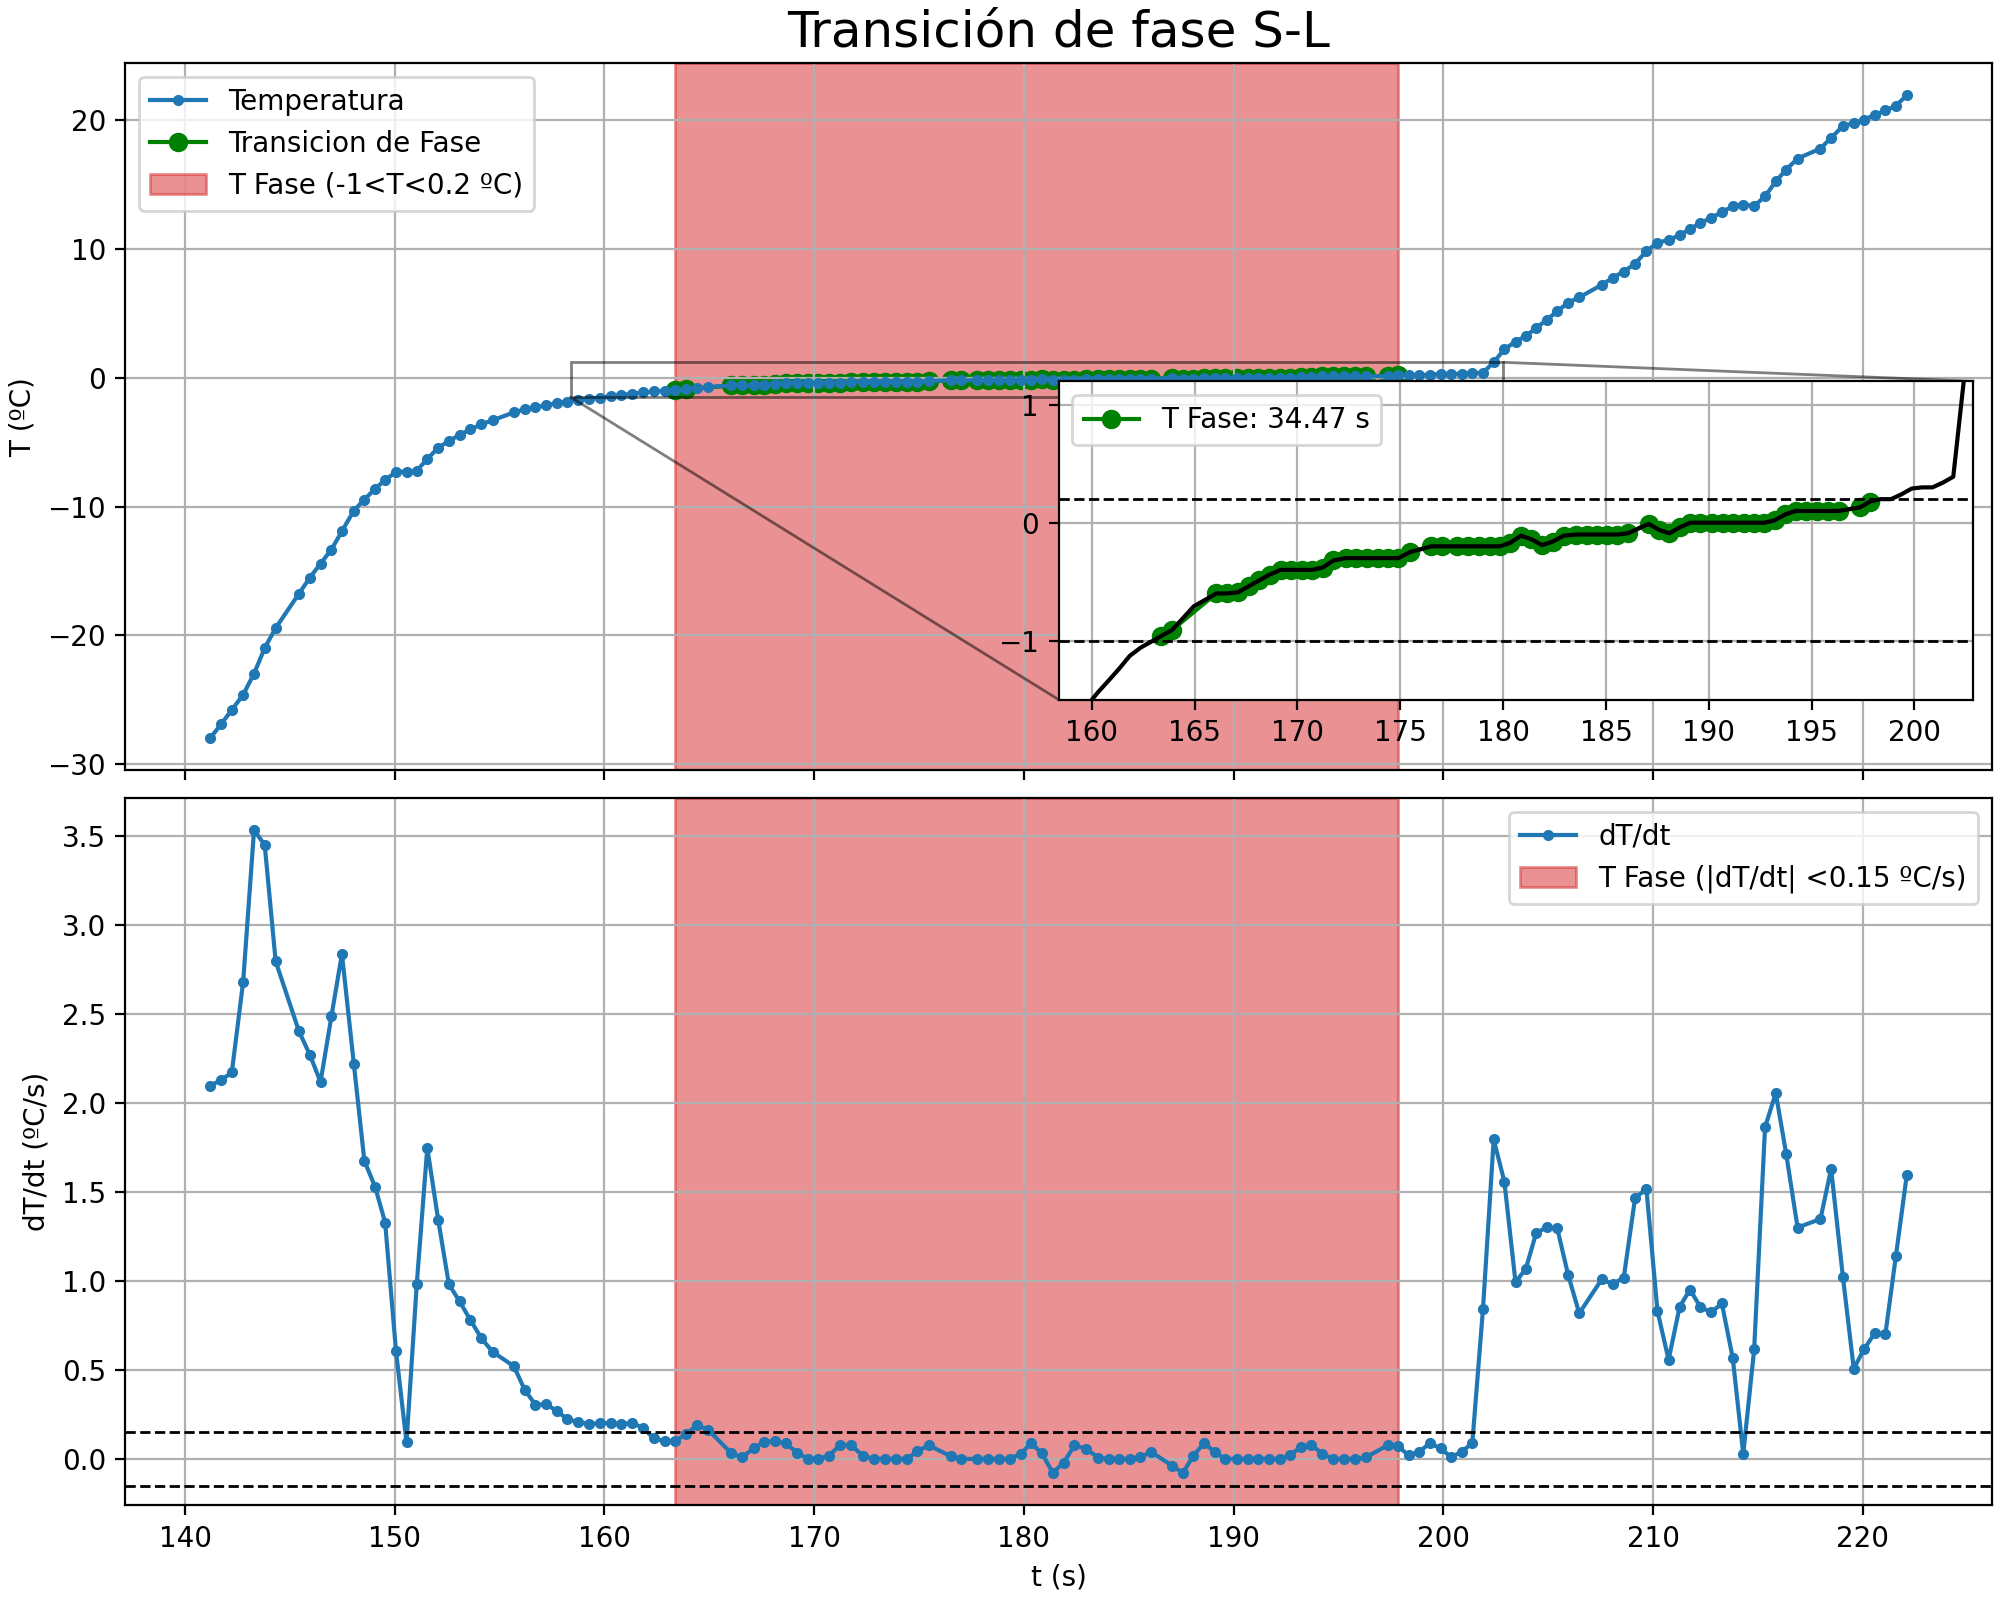 Transición de fase S-L
Temperatura
Transicion de Fase
T Fase (-1<T<0.2 ºC)
T (ºC)
20
10
0
−10
−20
−30
T Fase: 34.47 s
1
0
−1
160 165 170 175 180 185 190 195 200
dT/dt
T Fase (|dT/dt| <0.15 ºC/s)
dT/dt (ºC/s)
3.5
3.0
2.5
2.0
1.5
1.0
0.5
0.0
140 150 160 170 180 190 200 210 220
t (s)